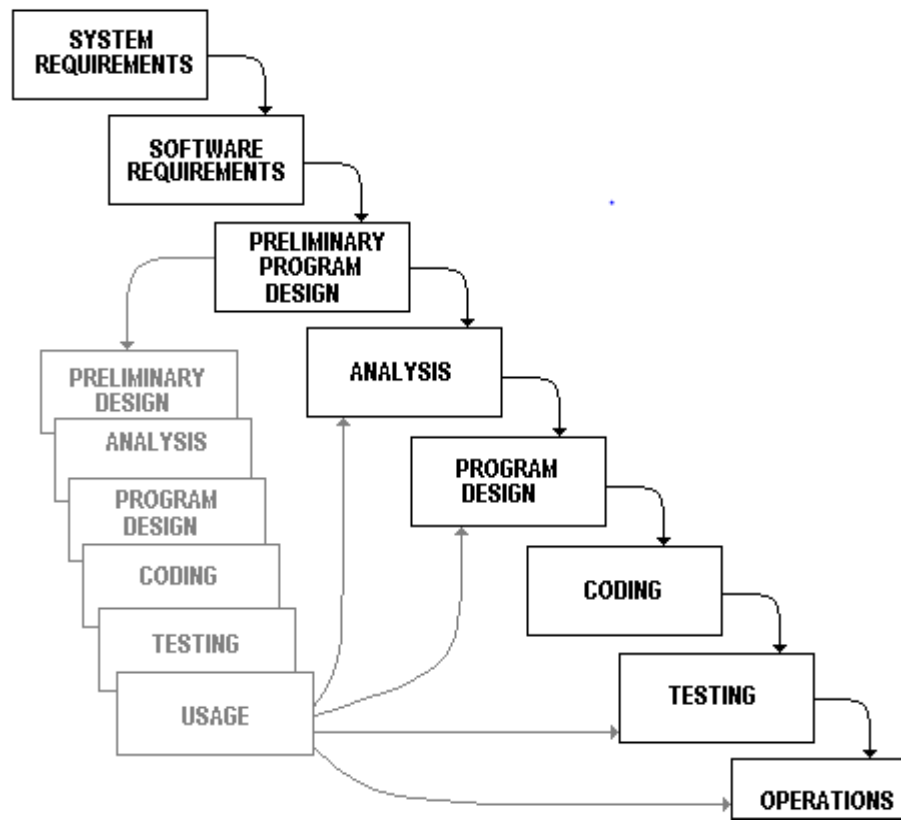 SYSTEM
REQUIREMENTS
SOFTWARE
REQUIREMENTS
PRELIMINARY
PROGRAM
DESIGN
ANALYSIS
PROGRAM
DESIGN
CODING
TESTING
OPERATIONS
PRELIMINARY
DESIGN
ANALYSIS
PROGRAM
DESIGN
CODING
TESTING
USAGE